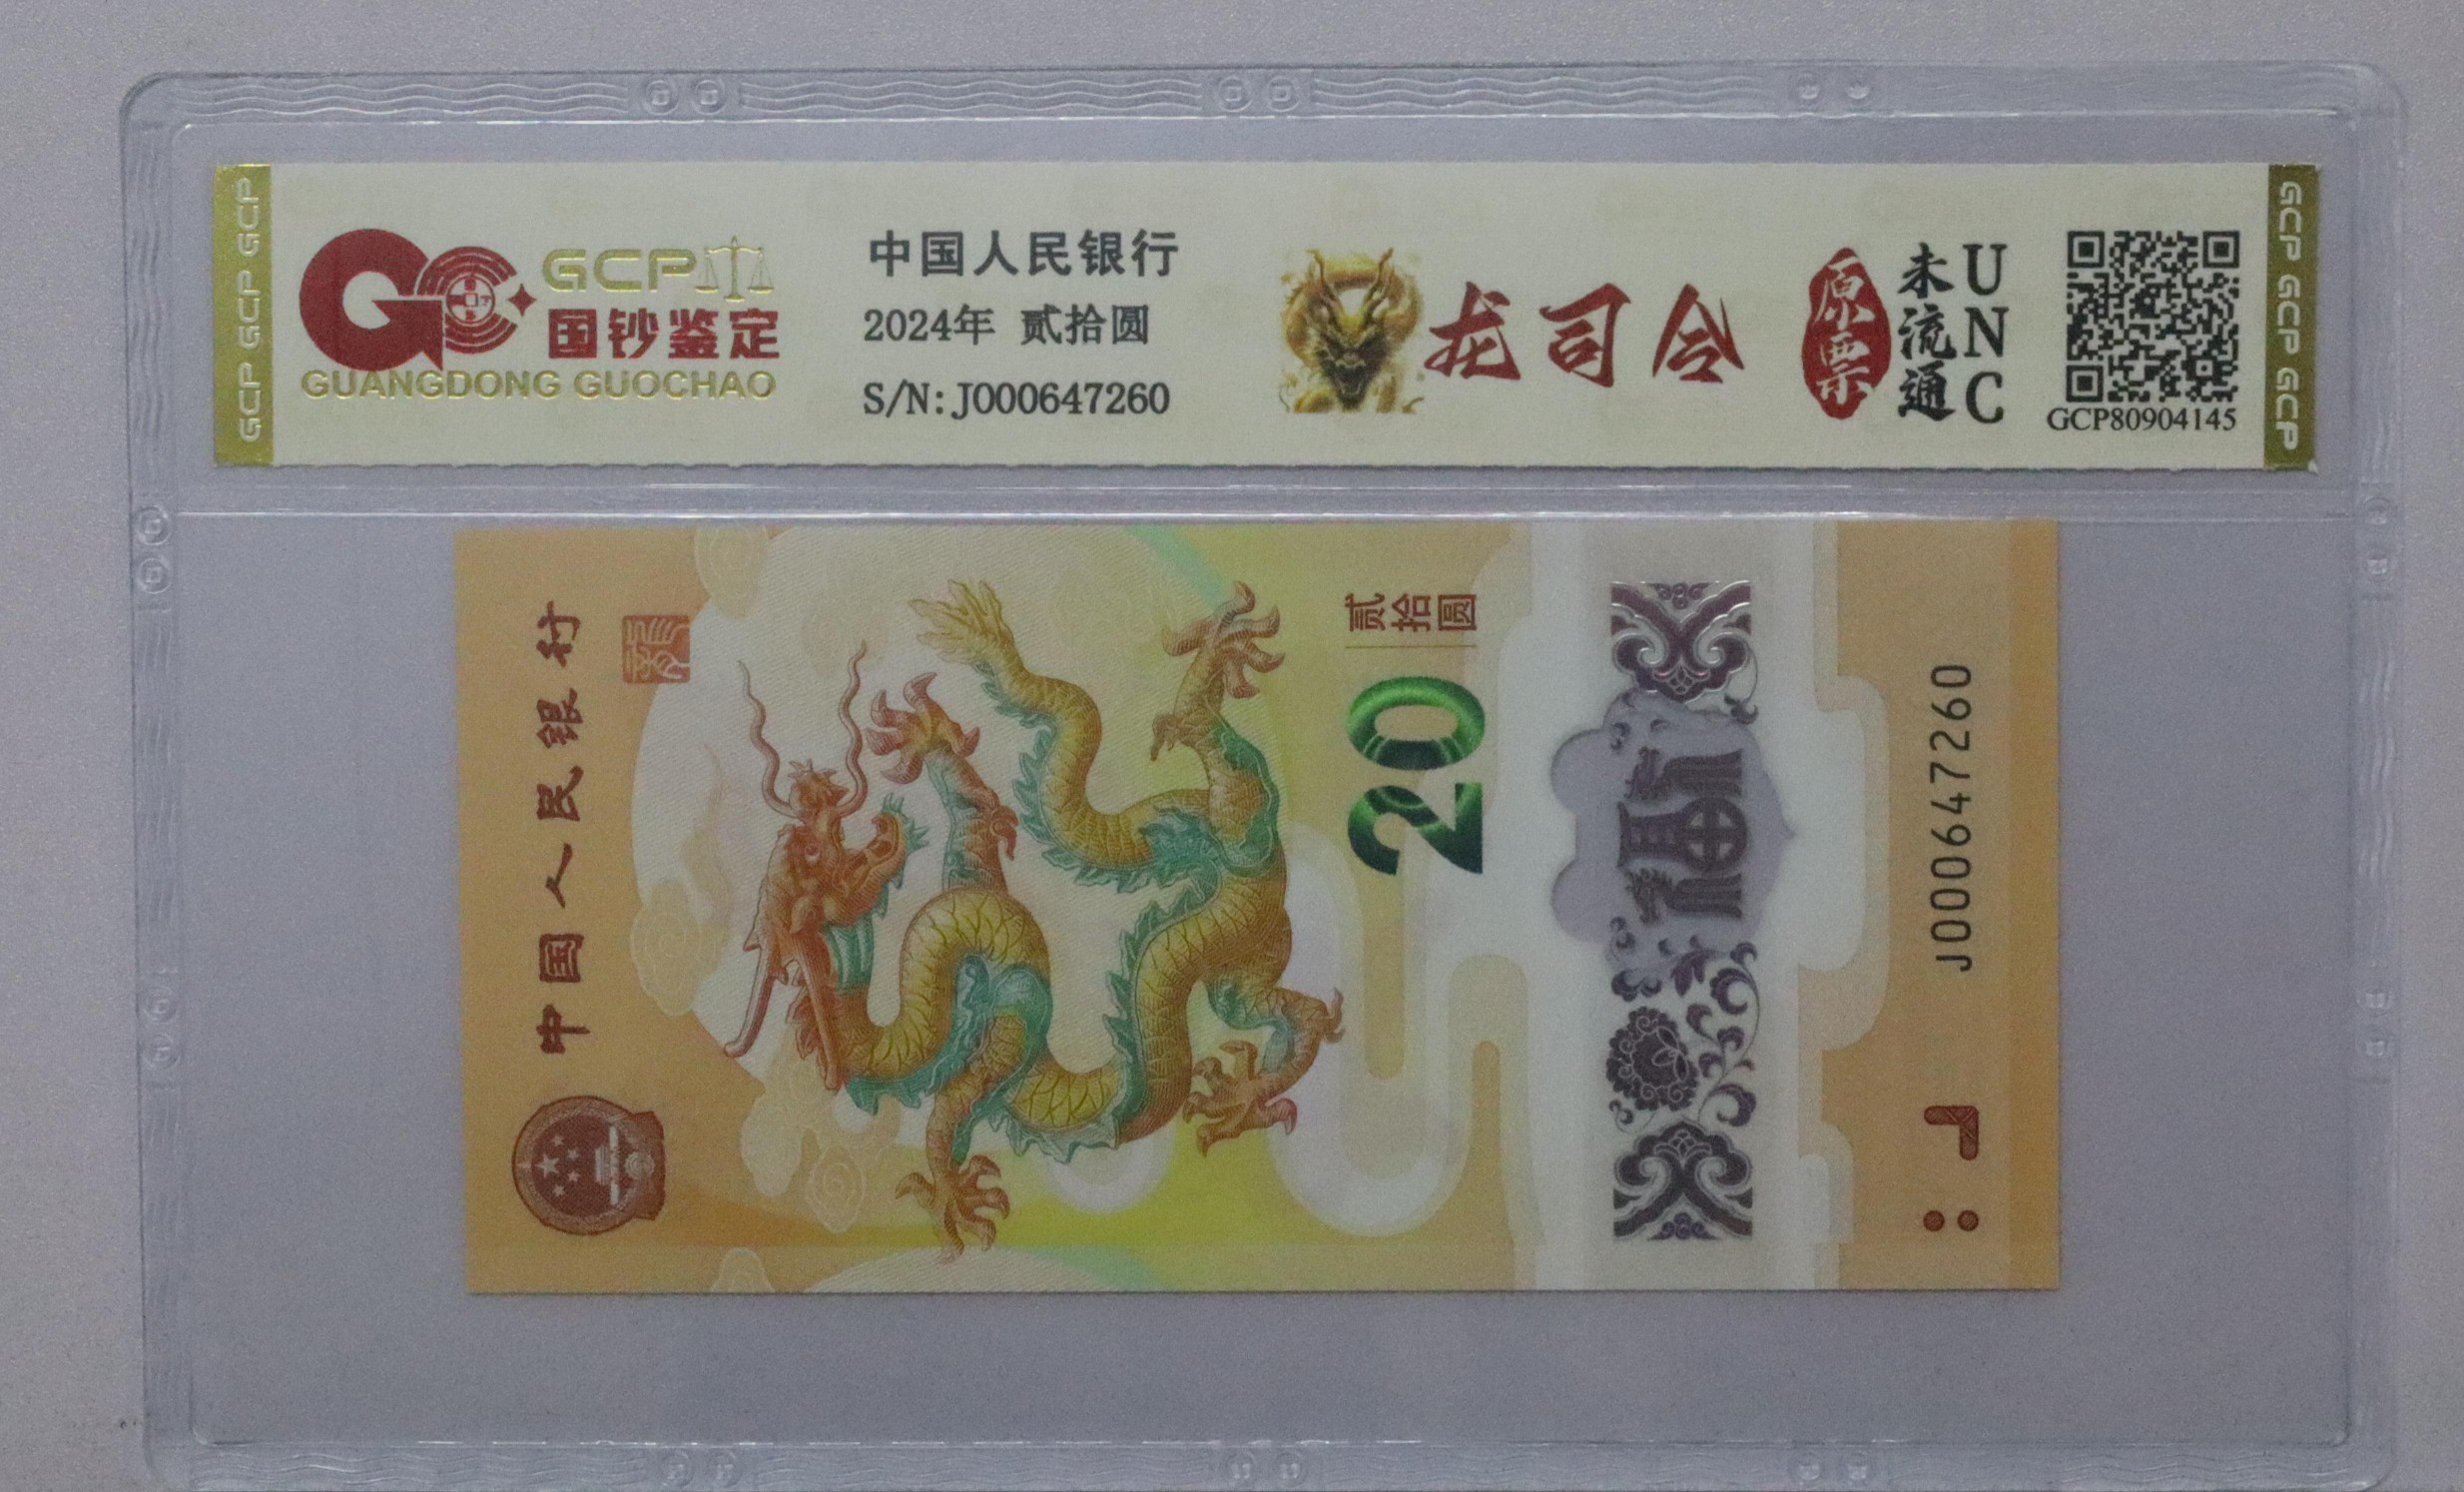 GCP GCP GCP
GCP
国钞鉴定
GUANGDONG GUOCHAO
中国人民银行
2024年 贰拾圆
S/N:J000647260
龙司令
原票
未流通
UNC
GCP80904145
GCP GCP GCP
中国人民银行
贰拾圆
20
J000647260